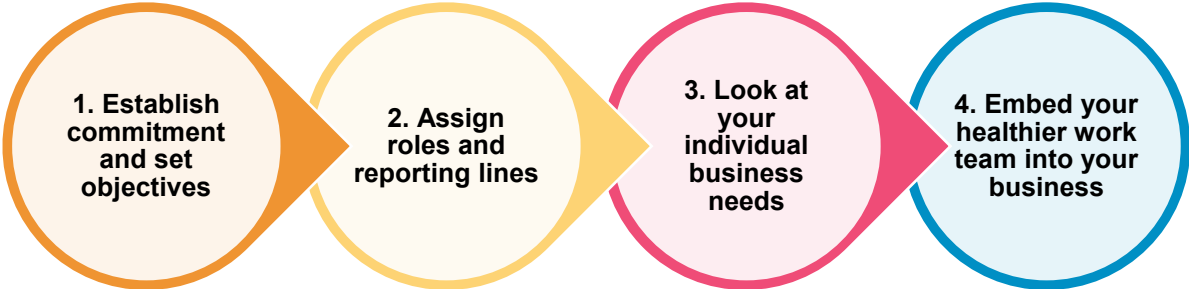 1. Establish
commitment
and set
objectives
2. Assign
roles and
reporting lines
3. Look at
your
individual
business
needs
4. Embed your
healthier work
team into your
business